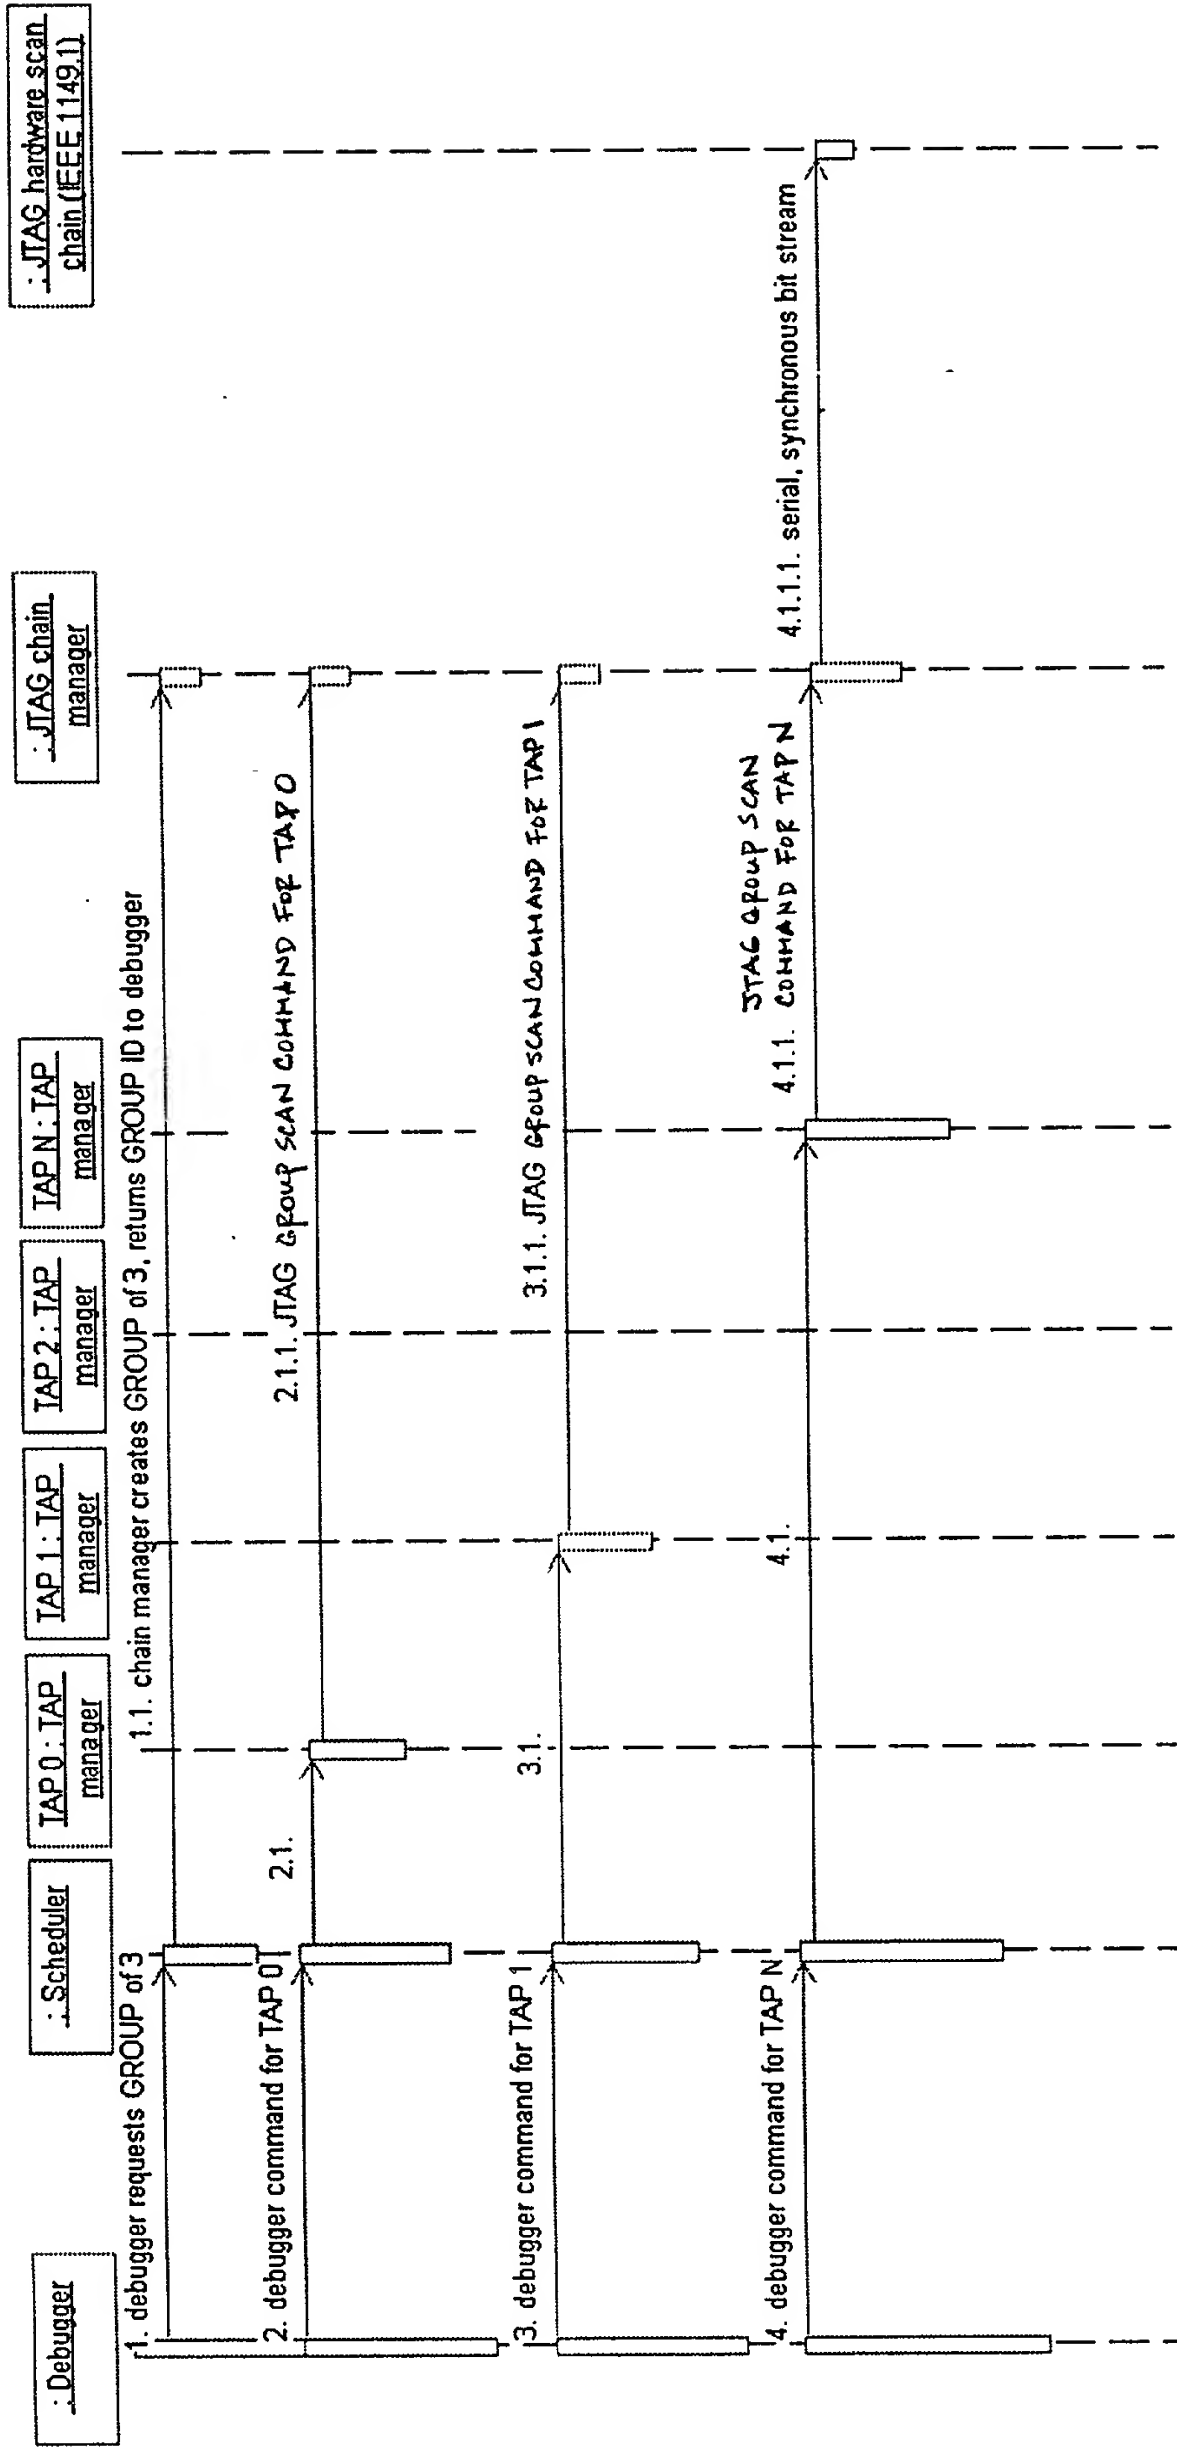 : Debugger
: Scheduler
TAP 0 : TAP
manager
TAP 1 : TAP
manager
TAP 2 : TAP
manager
TAP N : TAP
manager
: JTAG chain
manager
: JTAG hardware scan
chain (IEEE 1149.1)
1. debugger requests GROUP of 3
1.1. chain manager creates GROUP of 3, returns GROUP ID to debugger
2. debugger command for TAP 0
2.1.
2.1.1. JTAG GROUP SCAN COMMAND FOR TAP 0
3. debugger command for TAP 1
3.1.
3.1.1. JTAG GROUP SCAN COMMAND FOR TAP 1
4. debugger command for TAP N
4.1.
JTAG GROUP SCAN
4.1.1. COMMAND FOR TAP N
4.1.1.1. serial, synchronous bit stream